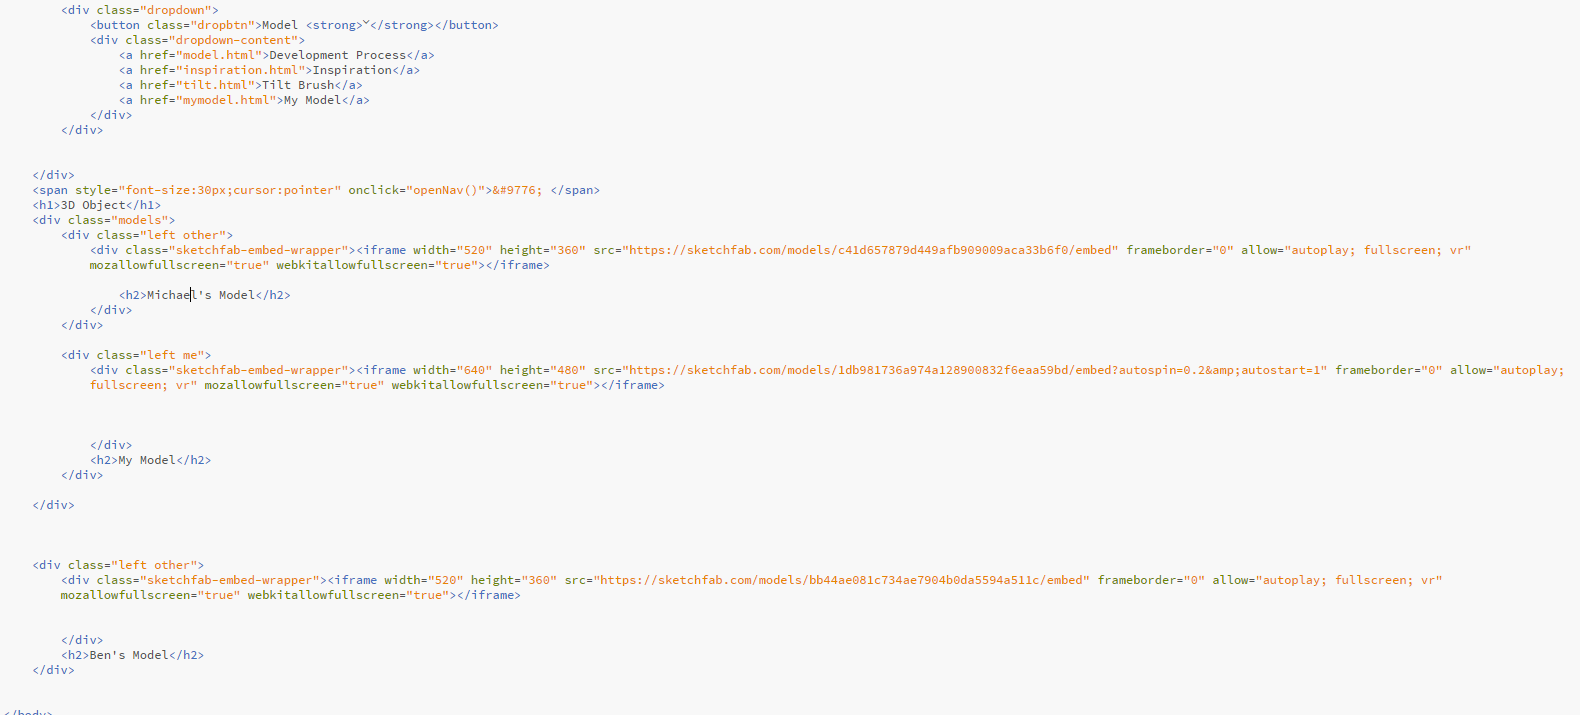 <div class="dropdown">
<button class="dropbtn">Model <strong>ˇ</strong></button>
<div class="dropdown-content">
<a href="model.html">Development Process</a>
<a href="inspiration.html">Inspiration</a>
<a href="tilt.html">Tilt Brush</a>
<a href="mymodel.html">My Model</a>
</div>
</div>
</div>
<span style="font-size:30px;cursor:pointer" onclick="openNav()">&#9776; </span>
<h1>3D Object</h1>
<div class="models">
<div class="left other">
<div class="sketchfab-embed-wrapper"><iframe width="520" height="360" src="https://sketchfab.com/models/c41d657879d449afb909009aca33b6f0/embed" frameborder="0" allow="autoplay; fullscreen; vr"
mozallowfullscreen="true" webkitallowfullscreen="true"></iframe>
<h2>Michael's Model</h2>
</div>
</div>
<div class="left me">
<div class="sketchfab-embed-wrapper"><iframe width="640" height="480" src="https://sketchfab.com/models/1db981736a974a128900832f6eaa59bd/embed?autospin=0.2&amp;autostart=1" frameborder="0" allow="autoplay;
fullscreen; vr" mozallowfullscreen="true" webkitallowfullscreen="true"></iframe>
</div>
<h2>My Model</h2>
</div>
</div>
<div class="left other">
<div class="sketchfab-embed-wrapper"><iframe width="520" height="360" src="https://sketchfab.com/models/bb44ae081c734ae7904b0da5594a511c/embed" frameborder="0" allow="autoplay; fullscreen; vr"
mozallowfullscreen="true" webkitallowfullscreen="true"></iframe>
</div>
<h2>Ben's Model</h2>
</div>
</body>